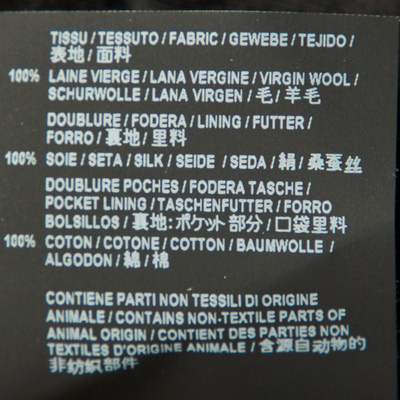 TISSU / TESSUTO / FABRIC / GEWEBE / TEJIDO /
表地 / 面料
100% LAINE VIERGE / LANA VERGINE / VIRGIN WOOL /
SCHURWOLLE / LANA VIRGEN / 毛 / 羊毛
DOUBLURE / FODERA / LINING / FUTTER /
FORRO / 裏地 / 里料
100% SOIE / SETA / SILK / SEIDE / SEDA / 絹 / 桑蚕丝
DOUBLURE POCHES / FODERA TASCHE /
POCKET LINING / TASCHENFUTTER / FORRO
BOLSILLOS / 裏地:ポケット部分 / 口袋里料
100% COTON / COTONE / COTTON / BAUMWOLLE /
ALGODON / 綿 / 棉
CONTIENE PARTI NON TESSILI DI ORIGINE
ANIMALE / CONTAINS NON-TEXTILE PARTS OF
ANIMAL ORIGIN / CONTIENT DES PARTIES NON
TEXTILES D'ORIGINE ANIMALE / 含源自动物的
非纺织部件